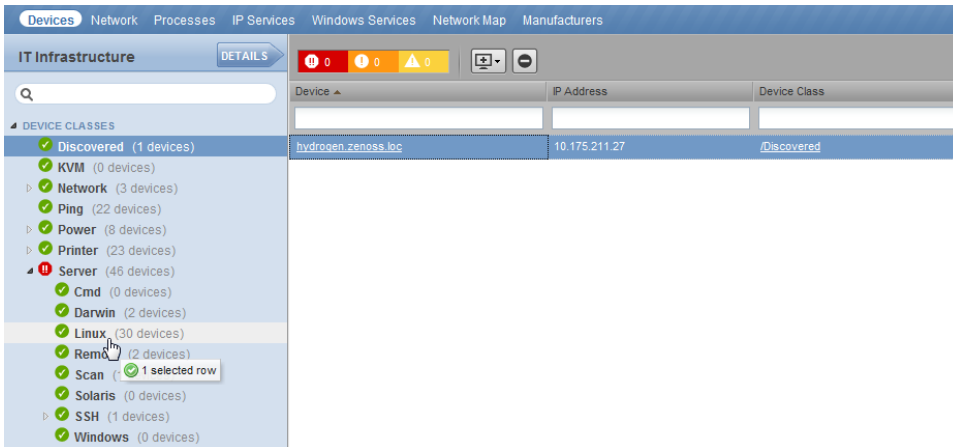 Devices Network Processes IP Services Windows Services Network Map Manufacturers
IT Infrastructure DETAILS
0 0 0
Device IP Address Device Class
DEVICE CLASSES
Discovered (1 devices)
hydrogen.zenoss.loc 10.175.211.27 /Discovered
KVM (0 devices)
Network (3 devices)
Ping (22 devices)
Power (8 devices)
Printer (23 devices)
Server (46 devices)
Cmd (0 devices)
Darwin (2 devices)
Linux (30 devices)
(2 devices)
1 selected row
Scan
Solaris (0 devices)
SSH (1 devices)
Windows (0 devices)